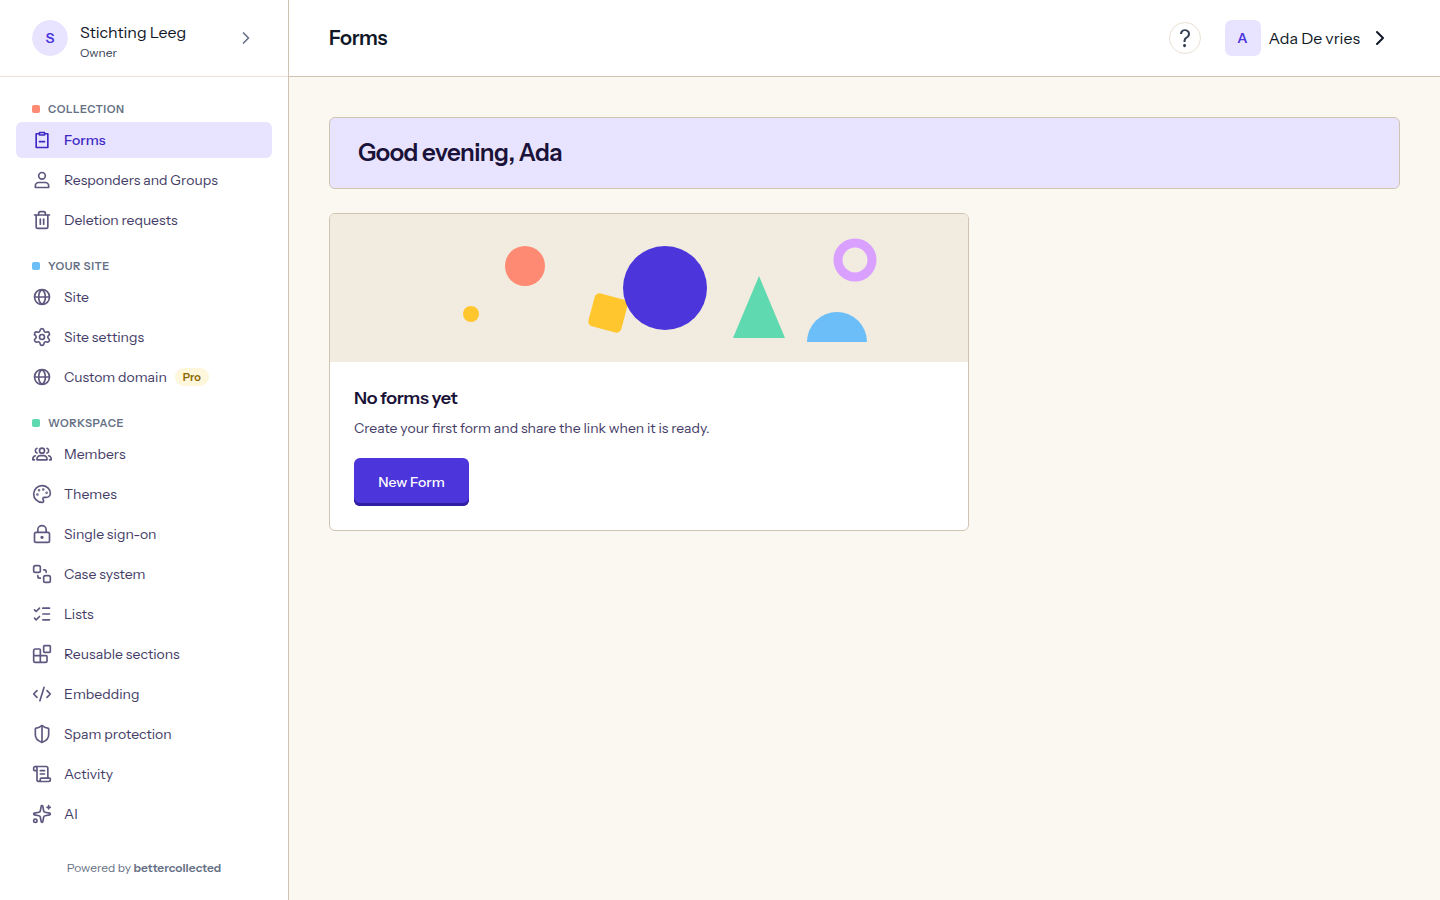 S
Stichting Leeg
Owner
COLLECTION
Forms
Responders and Groups
Deletion requests
YOUR SITE
Site
Site settings
Custom domain Pro
WORKSPACE
Members
Themes
Single sign-on
Case system
Lists
Reusable sections
Embedding
Spam protection
Activity
AI
Powered by bettercollected
Forms
?
A
Ada De vries
Good evening, Ada
No forms yet
Create your first form and share the link when it is ready.
New Form